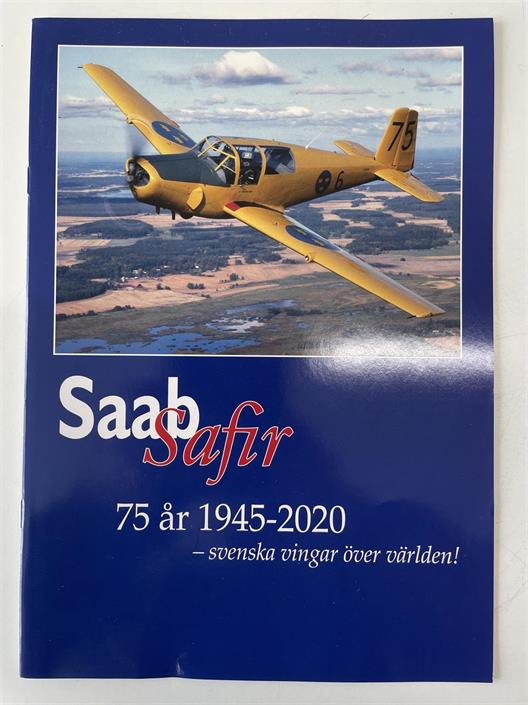 75
6
Saab
Safir
75 år 1945-2020
– svenska vingar över världen!